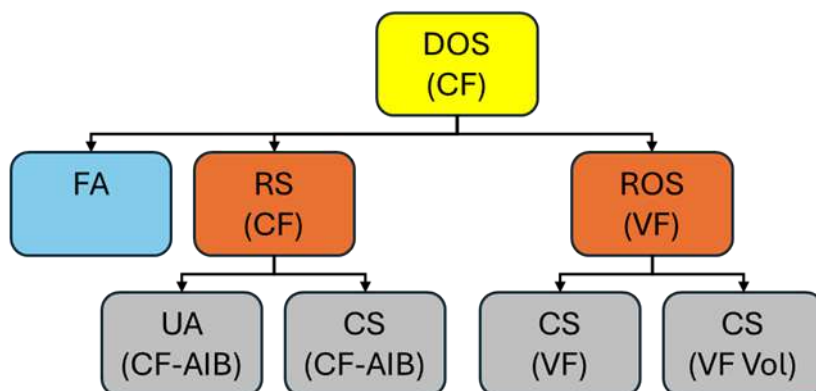 DOS
(CF)
FA
RS
(CF)
ROS
(VF)
UA
(CF-AIB)
CS
(CF-AIB)
CS
(VF)
CS
(VF Vol)